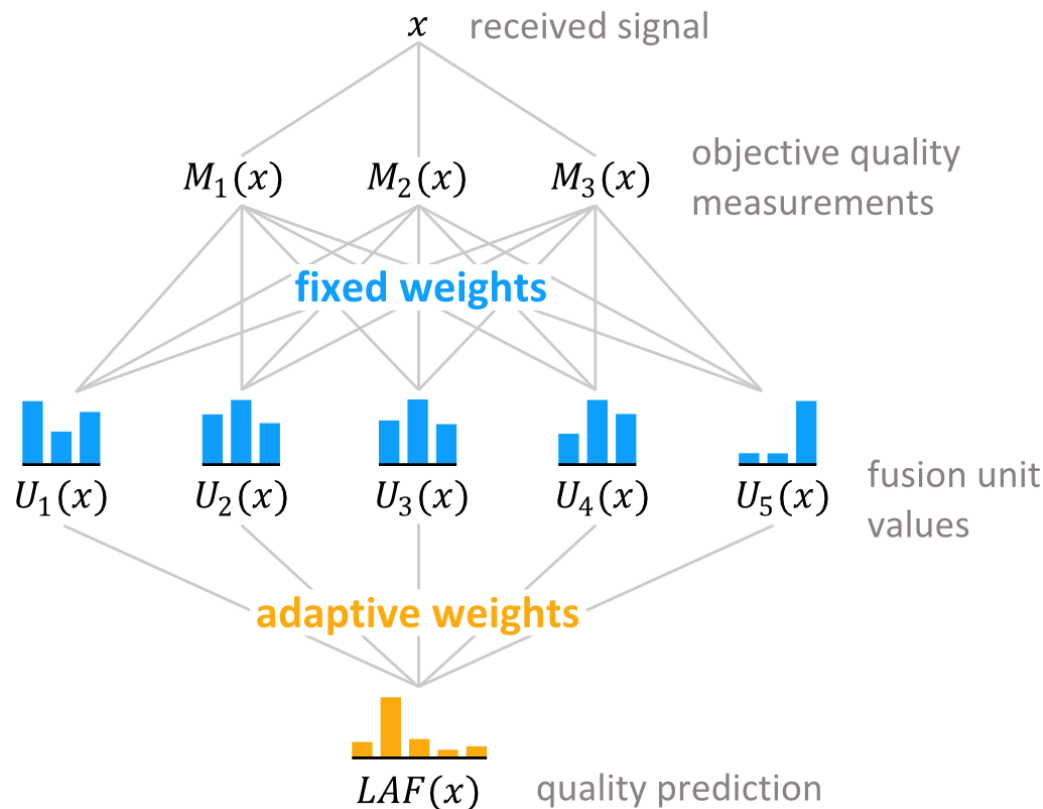 x received signal
M₁(x) M₂(x) M₃(x) objective quality
measurements
fixed weights
U₁(x) U₂(x) U₃(x) U₄(x) U₅(x) fusion unit
values
adaptive weights
LAF(x) quality prediction